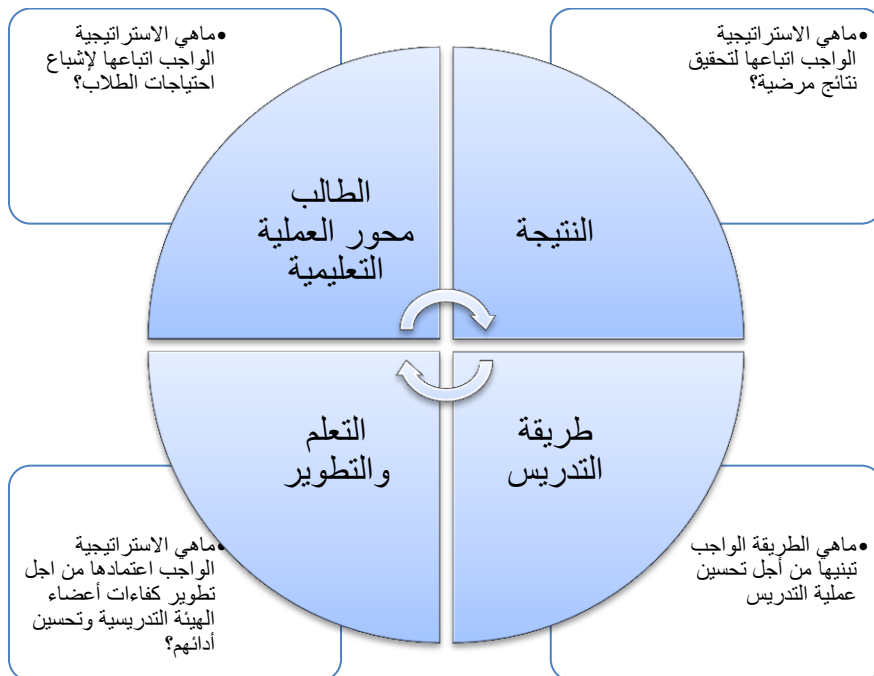 •ماهي الاستراتيجية
الواجب اتباعها لتحقيق
نتائج مرضية؟
•ماهي الاستراتيجية
الواجب اتباعها لإشباع
احتياجات الطلاب؟
النتيجة
الطالب
محور العملية
التعليمية
طريقة
التدريس
التعلم
والتطوير
•ماهي الطريقة الواجب
تبنيها من أجل تحسين
عملية التدريس
•ماهي الاستراتيجية
الواجب اعتمادها من اجل
تطوير كفاءات أعضاء
الهيئة التدريسية وتحسين
أدائهم؟